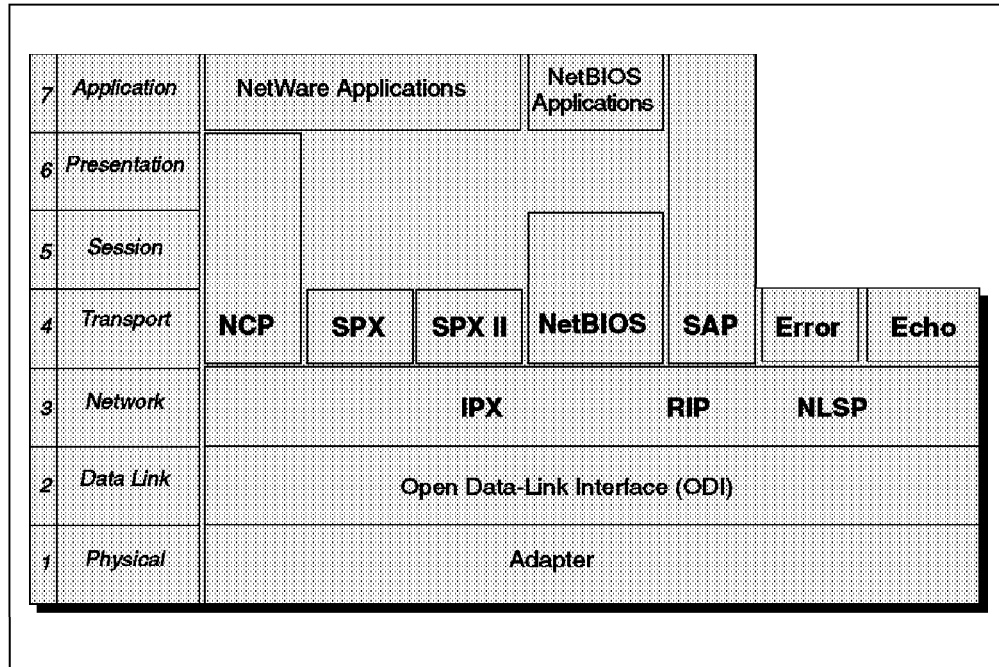 7 Application NetWare Applications NetBIOS
Applications
6 Presentation
5 Session
4 Transport NCP SPX SPX II NetBIOS SAP Error Echo
3 Network IPX RIP NLSP
2 Data Link Open Data-Link Interface (ODI)
1 Physical Adapter